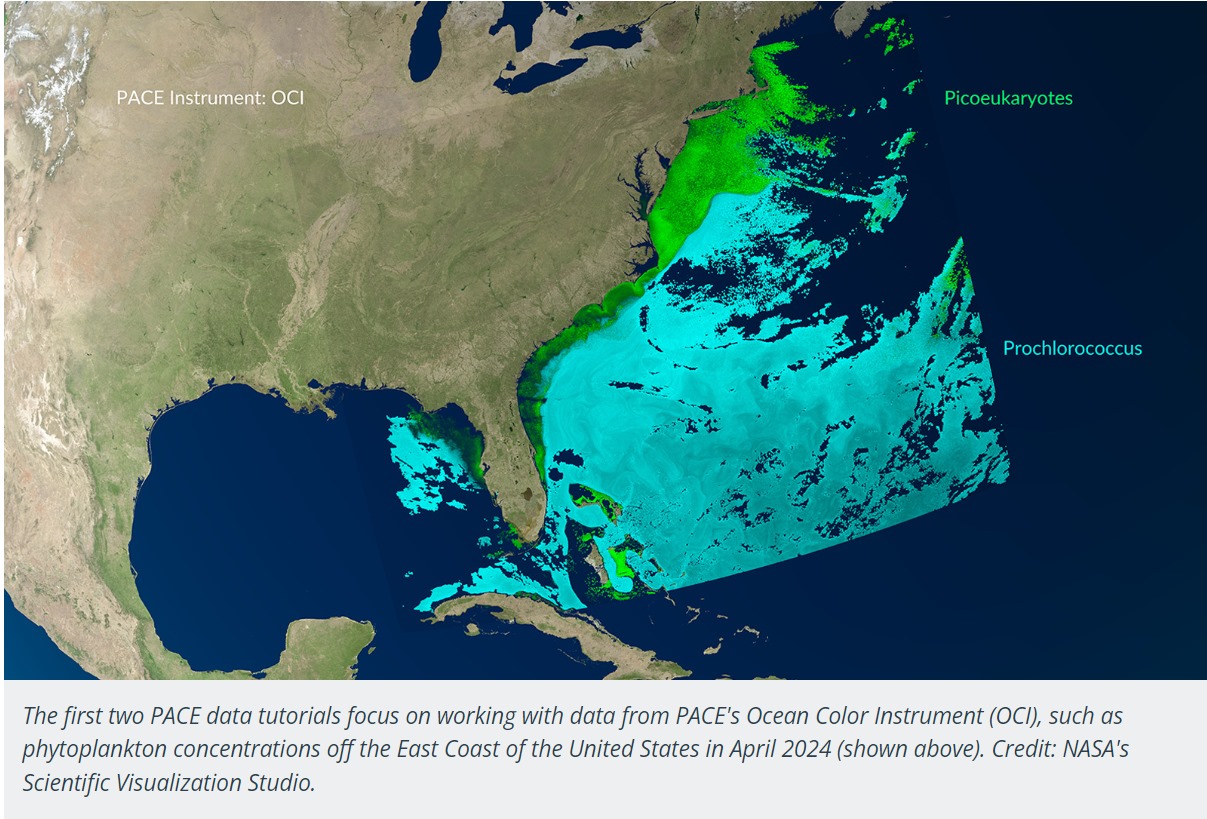 PACE Instrument: OCI
Picoeukaryotes
Prochlorococcus
The first two PACE data tutorials focus on working with data from PACE's Ocean Color Instrument (OCI), such as
phytoplankton concentrations off the East Coast of the United States in April 2024 (shown above). Credit: NASA's
Scientific Visualization Studio.